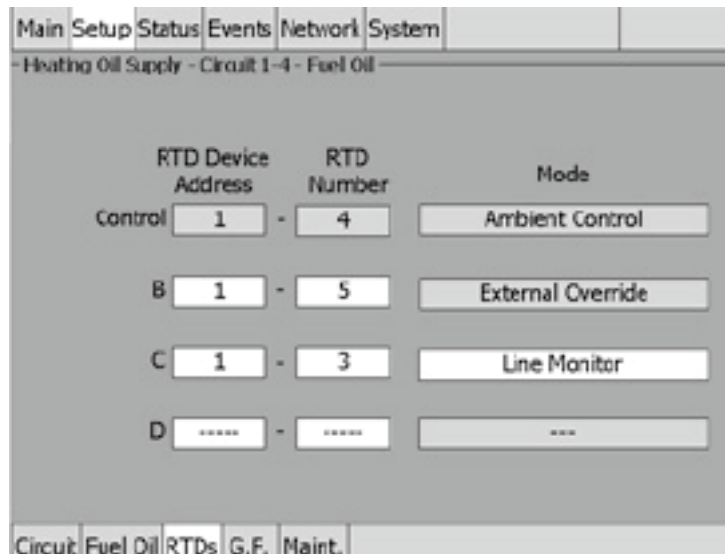 Main Setup Status Events Network System
Heating Oil Supply - Circuit 1-4 - Fuel Oil
RTD Device Address RTD Number Mode
Control 1 - 4 Ambient Control
B 1 - 5 External Override
C 1 - 3 Line Monitor
D ----- - ----- ---
Circuit Fuel Oil RTDs G.F. Maint.